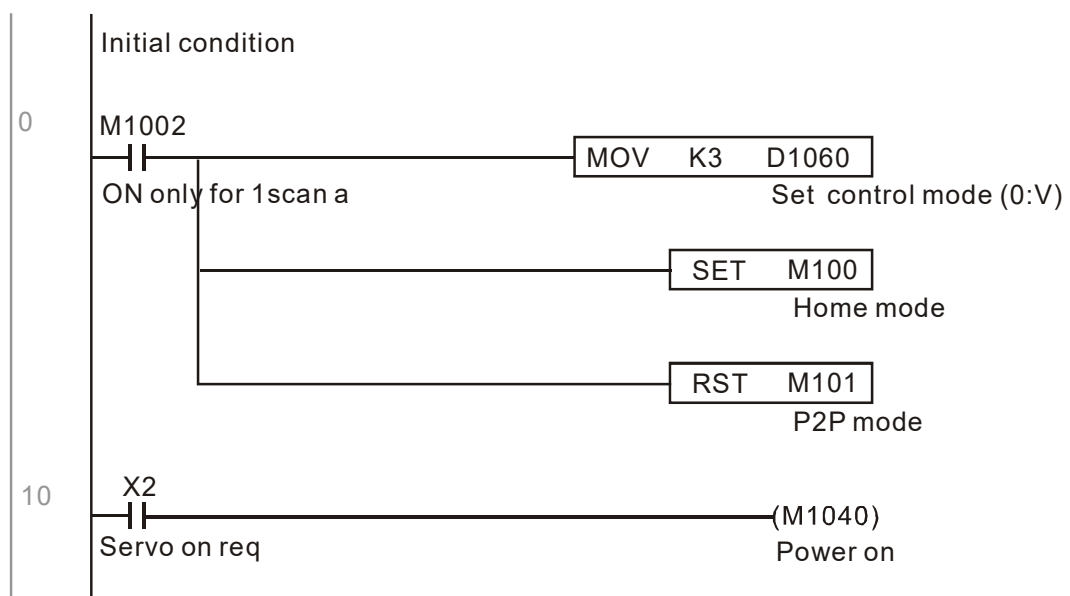 Initial condition
0
M1002
MOV K3 D1060
ON only for 1scan a
Set control mode (0:V)
SET M100
Home mode
RST M101
P2P mode
10
X2
(M1040)
Servo on req
Power on